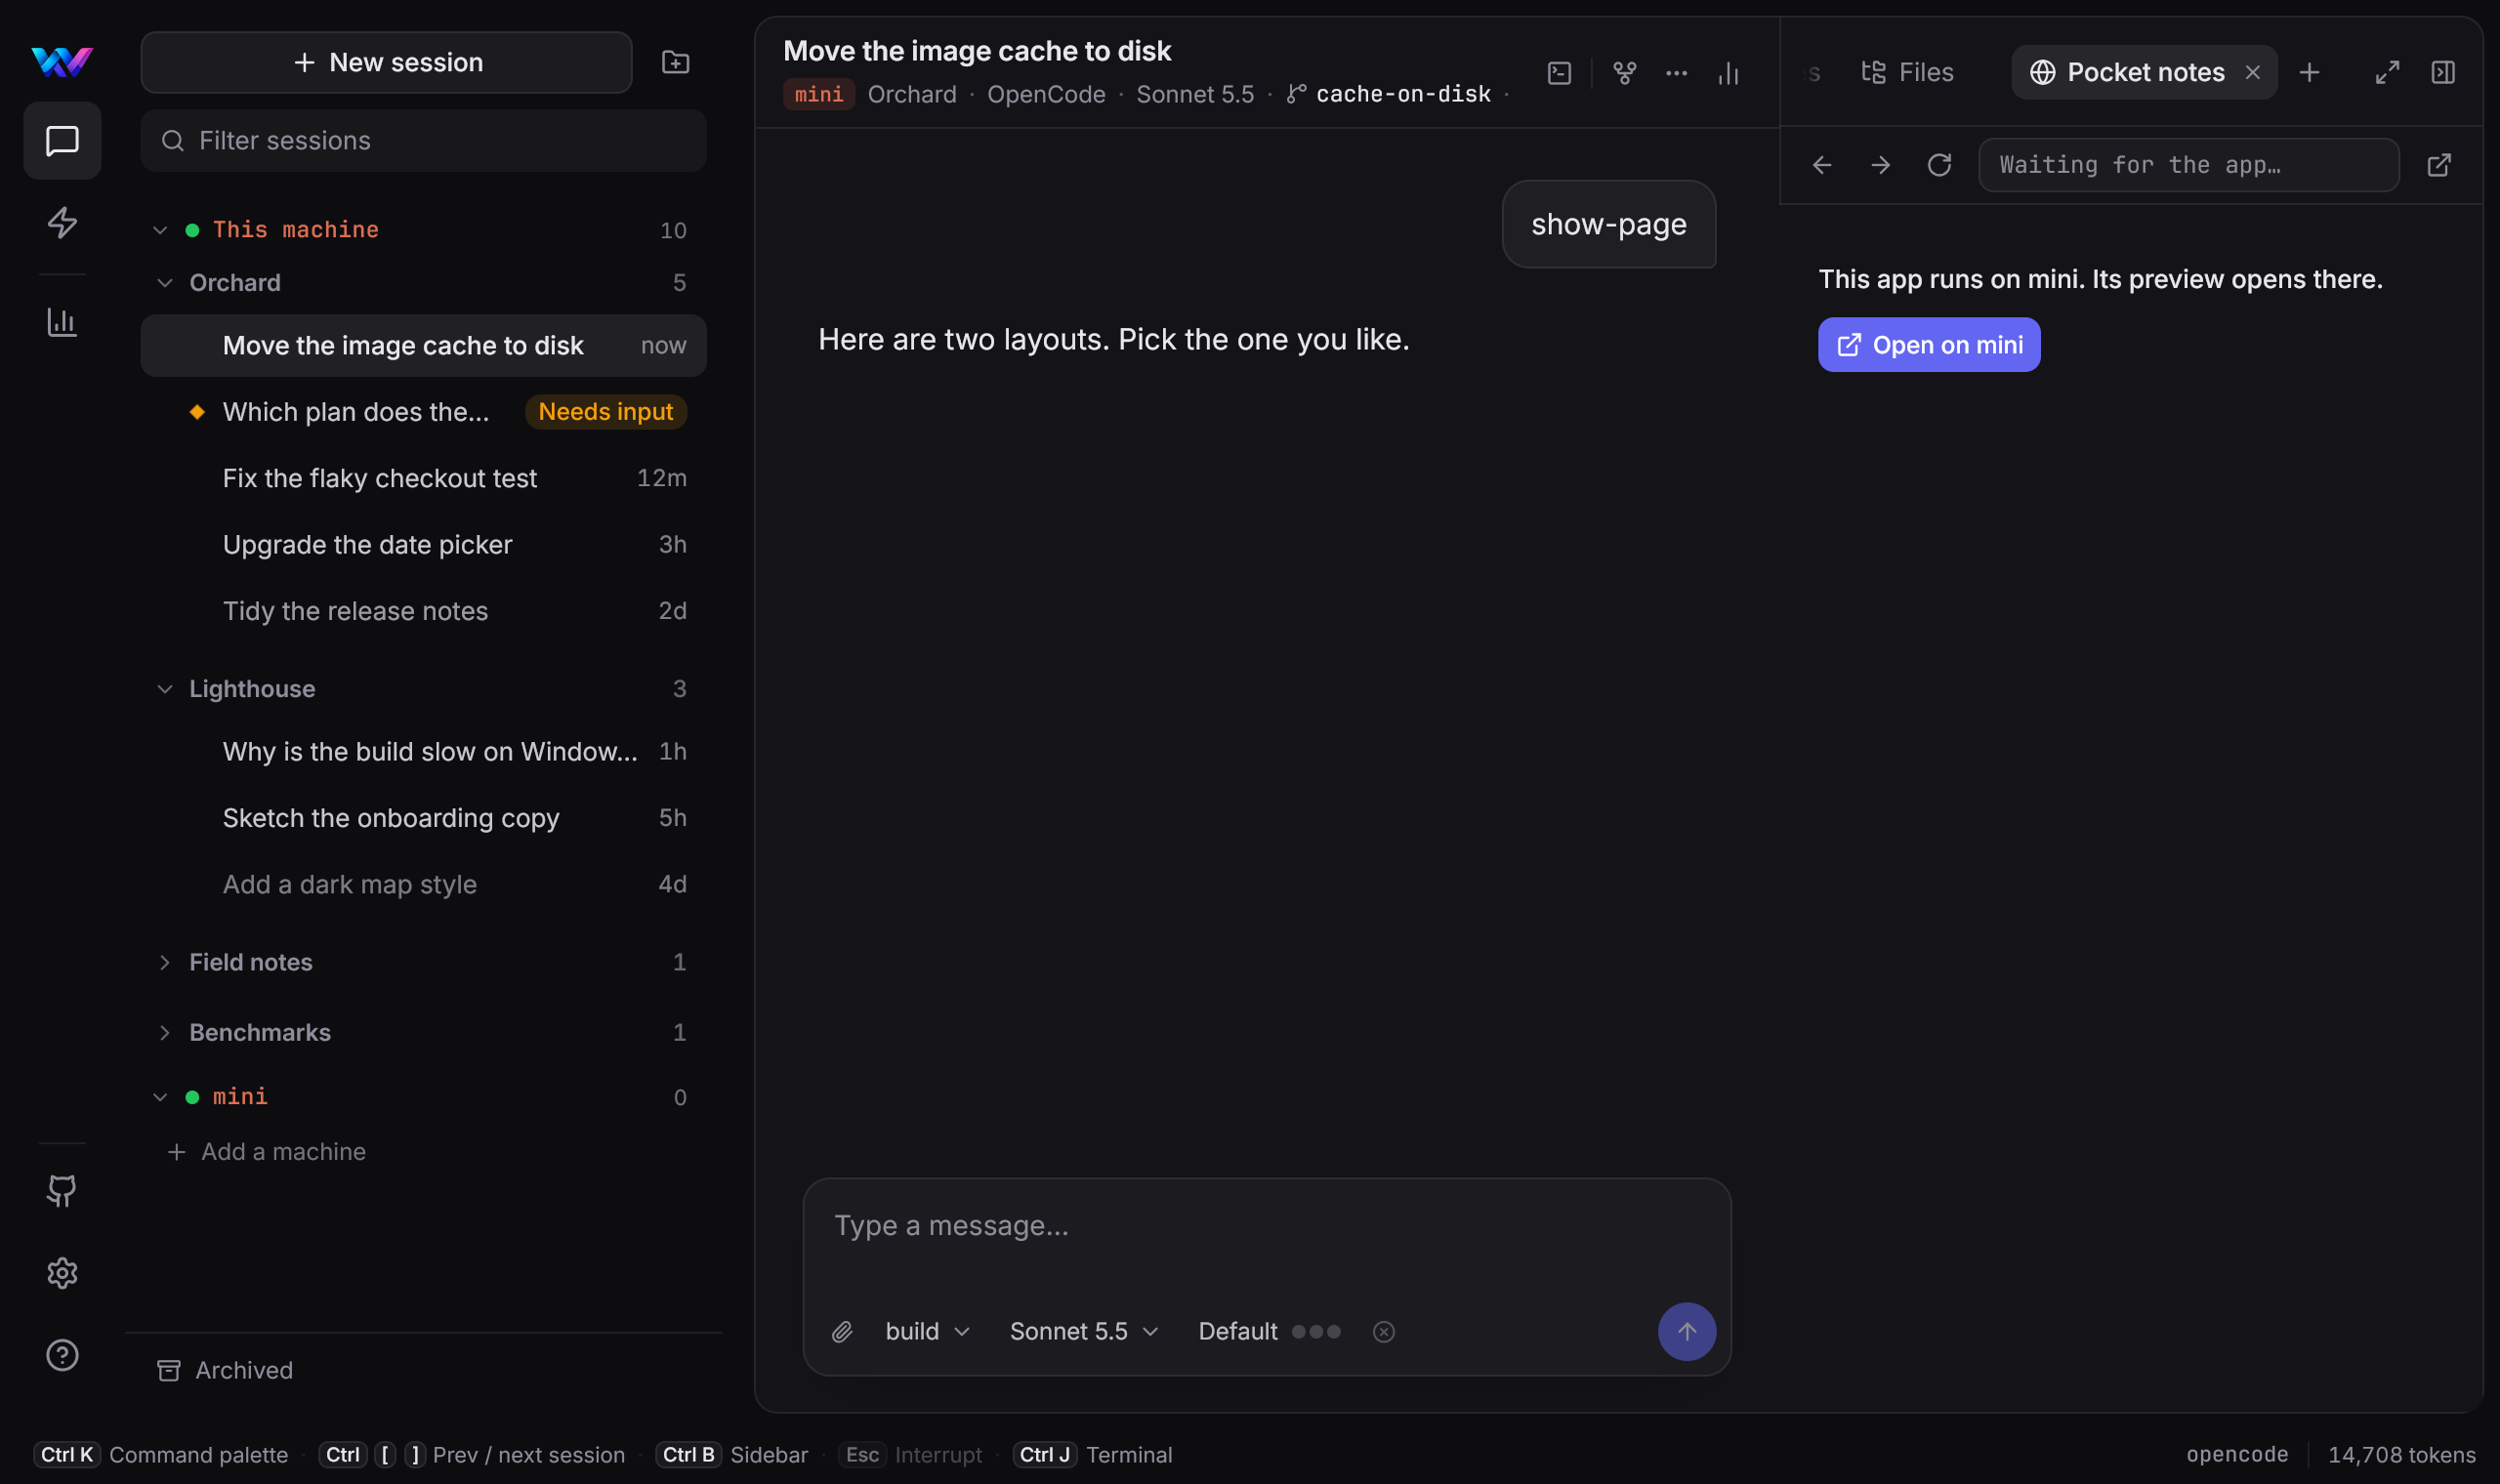 New session
Filter sessions
This machine 10
Orchard 5
Move the image cache to disk now
Which plan does the... Needs input
Fix the flaky checkout test 12m
Upgrade the date picker 3h
Tidy the release notes 2d
Lighthouse 3
Why is the build slow on Window... 1h
Sketch the onboarding copy 5h
Add a dark map style 4d
Field notes 1
Benchmarks 1
mini 0
Add a machine
Archived
Move the image cache to disk
mini Orchard · OpenCode · Sonnet 5.5 · cache-on-disk ·
show-page
Here are two layouts. Pick the one you like.
Type a message...
build Sonnet 5.5 Default
s Files Pocket notes
Waiting for the app…
This app runs on mini. Its preview opens there.
Open on mini
Ctrl K Command palette · Ctrl [ ] Prev / next session · Ctrl B Sidebar · Esc Interrupt · Ctrl J Terminal
opencode 14,708 tokens